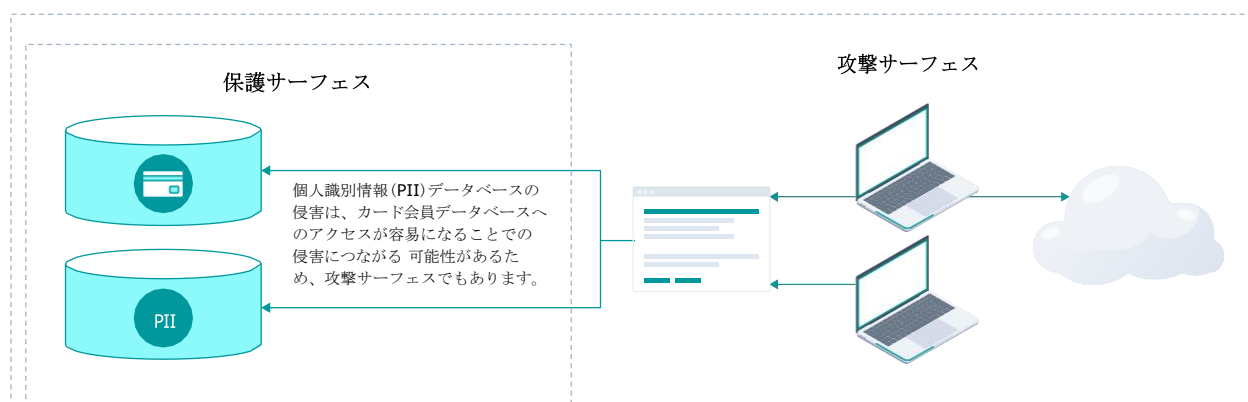 保護サーフェス
攻撃サーフェス
個人識別情報(PII)データベースの
侵害は、カード会員データベースへ
のアクセスが容易になることでの
侵害につながる 可能性があるた
め、攻撃サーフェスでもあります。
PII